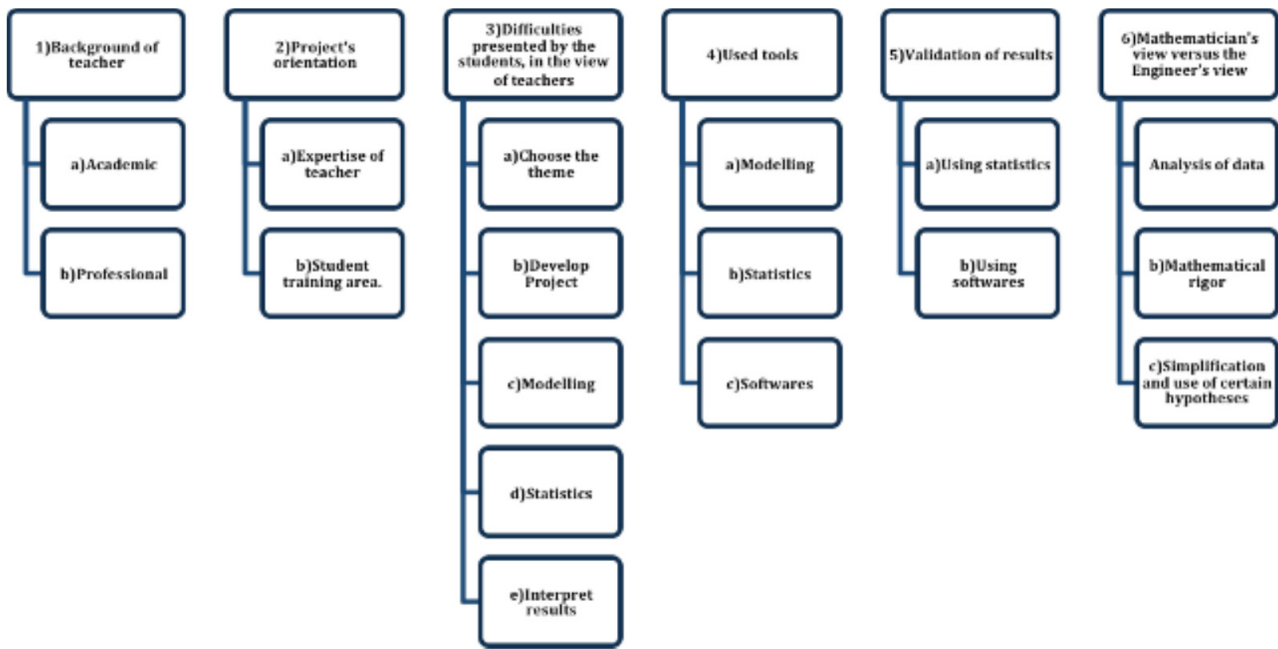 1)Background of
teacher
a)Academic
b)Professional
2)Project's
orientation
a)Expertise of
teacher
b)Student
training area.
3)Difficulties
presented by the
students, in the view
of teachers
a)Choose the
theme
b)Develop
Project
c)Modelling
d)Statistics
e)Interpret
results
4)Used tools
a)Modelling
b)Statistics
c)Softwares
5)Validation of results
a)Using statistics
b)Using
softwares
6)Mathematician's
view versus the
Engineer's view
Analysis of data
b)Mathematical
rigor
c)Simplification
and use of certain
hypotheses